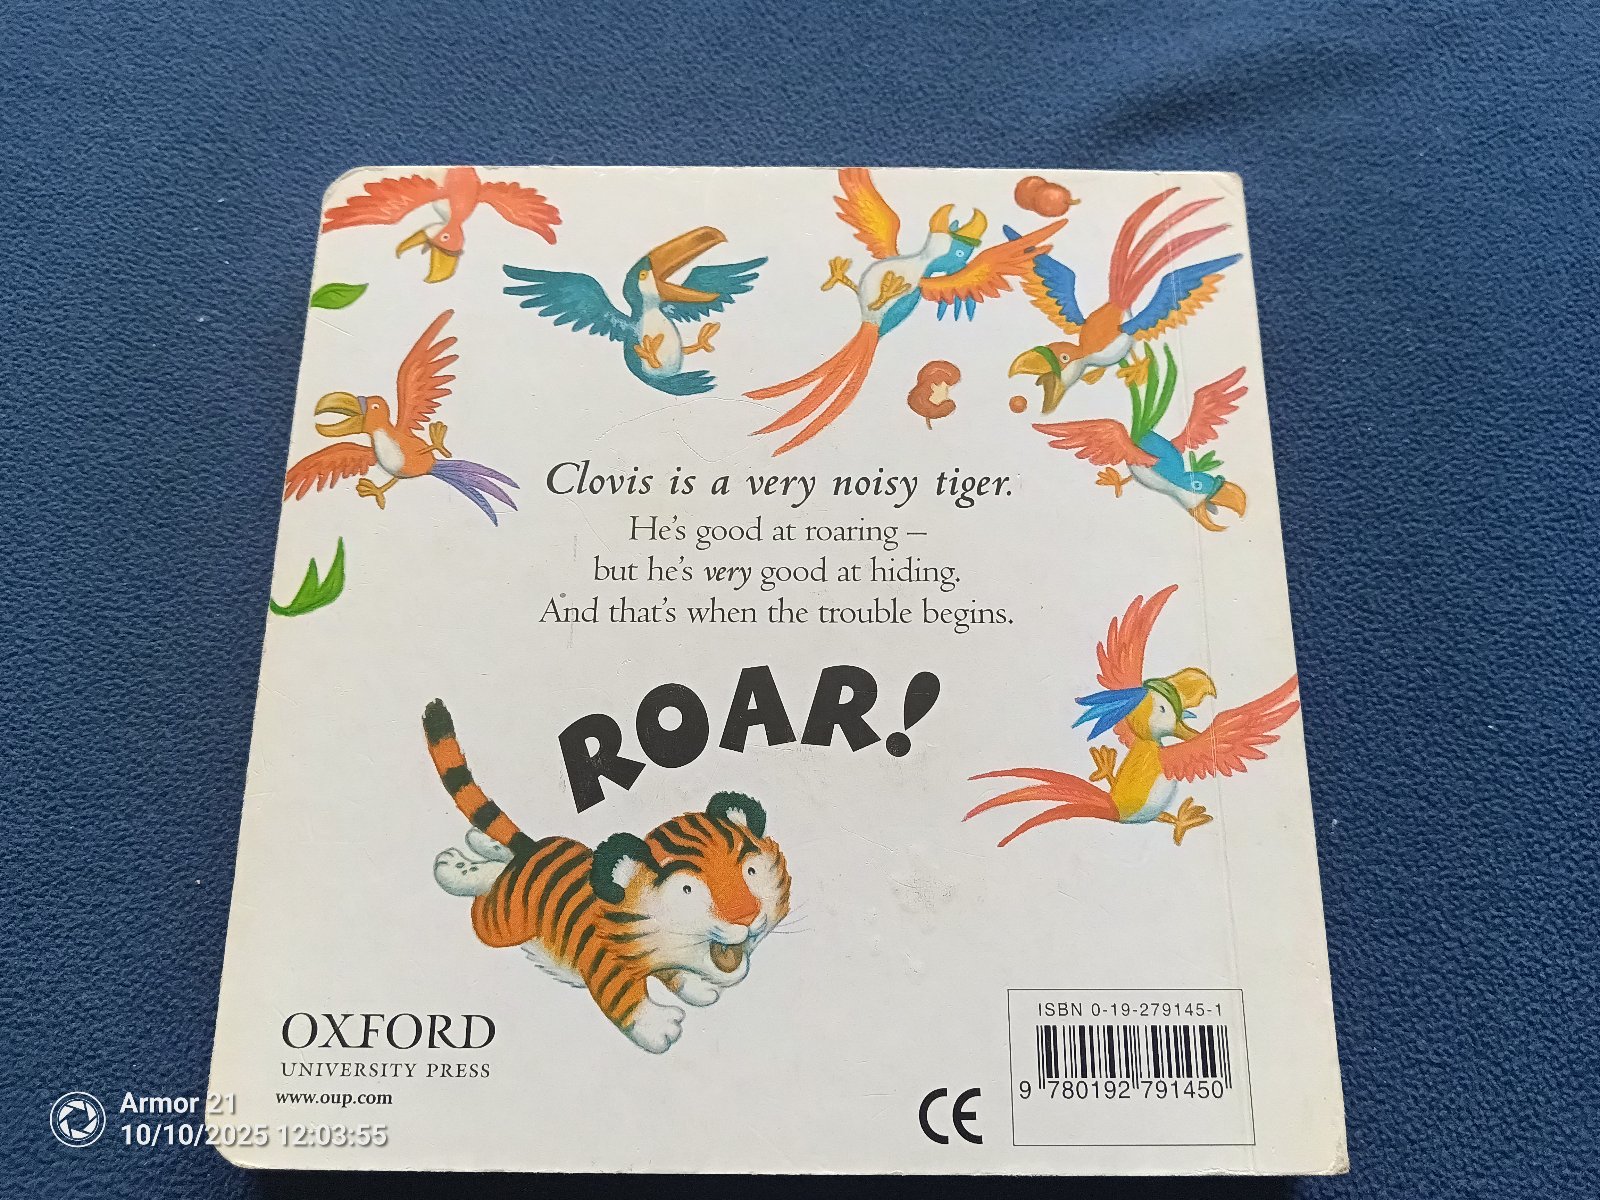 Clovis is a very noisy tiger.
He's good at roaring –
but he's very good at hiding.
And that's when the trouble begins.
ROAR!
OXFORD
UNIVERSITY PRESS
www.oup.com
CE
ISBN 0-19-279145-1
9 780192 791450
Armor 21
10/10/2025 12:03:55